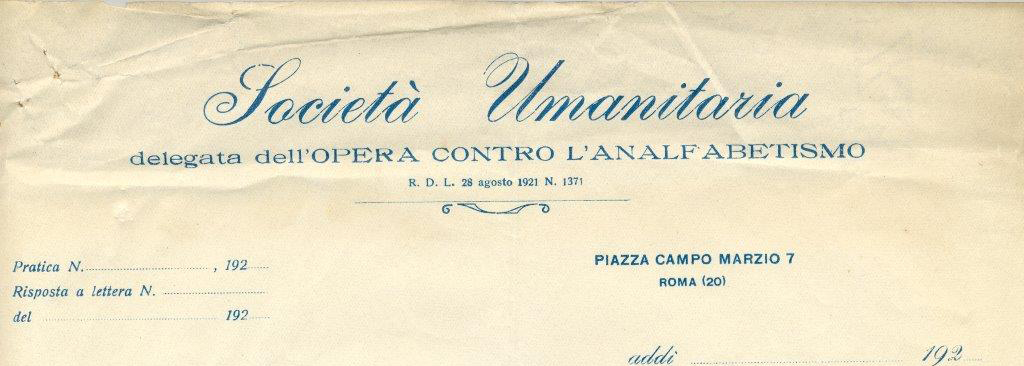 Società Umanitaria
delegata dell'OPERA CONTRO L'ANALFABETISMO
R. D. L. 28 agosto 1921 N. 1371
Pratica N. , 192
Risposta a lettera N.
del 192
PIAZZA CAMPO MARZIO 7
ROMA (20)
addì 192